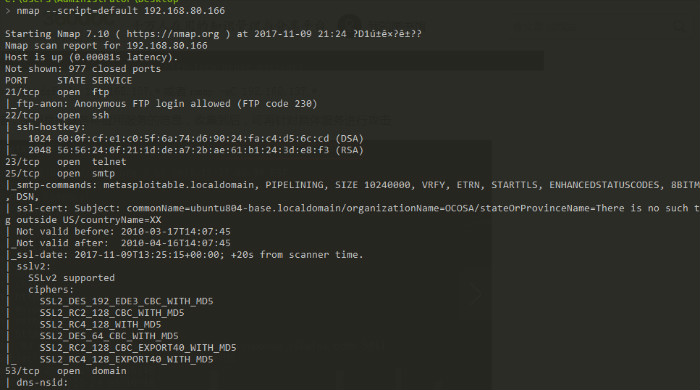 > nmap --script=default 192.168.80.166
Starting Nmap 7.10 ( https://nmap.org ) at 2017-11-09 21:24 ?D1ú±ê×?ê±??
Nmap scan report for 192.168.80.166
Host is up (0.00081s latency).
Not shown: 977 closed ports
PORT     STATE SERVICE
21/tcp   open  ftp
|_ftp-anon: Anonymous FTP login allowed (FTP code 230)
22/tcp   open  ssh
| ssh-hostkey:
|   1024 60:0f:cf:e1:c0:5f:6a:74:d6:90:24:fa:c4:d5:6c:cd (DSA)
|_  2048 56:56:24:0f:21:1d:de:a7:2b:ae:61:b1:24:3d:e8:f3 (RSA)
23/tcp   open  telnet
25/tcp   open  smtp
|_smtp-commands: metasploitable.localdomain, PIPELINING, SIZE 10240000, VRFY, ETRN, STARTTLS, ENHANCEDSTATUSCODES, 8BITM
, DSN,
| ssl-cert: Subject: commonName=ubuntu804-base.localdomain/organizationName=OCOSA/stateOrProvinceName=There is no such t
g outside US/countryName=XX
| Not valid before: 2010-03-17T14:07:45
|_Not valid after:  2010-04-16T14:07:45
|_ssl-date: 2017-11-09T13:25:15+00:00; +20s from scanner time.
| sslv2:
|   SSLv2 supported
|   ciphers:
|     SSL2_DES_192_EDE3_CBC_WITH_MD5
|     SSL2_RC2_128_CBC_WITH_MD5
|     SSL2_RC4_128_WITH_MD5
|     SSL2_DES_64_CBC_WITH_MD5
|     SSL2_RC2_128_CBC_EXPORT40_WITH_MD5
|_    SSL2_RC4_128_EXPORT40_WITH_MD5
53/tcp   open  domain
| dns-nsid: